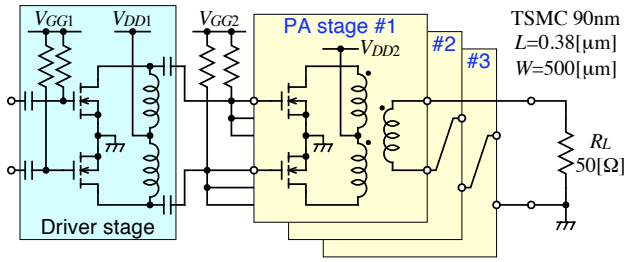 VGG1
VDD1
VGG2
PA stage #1
VDD2
#2
#3
TSMC 90nm
L=0.38[µm]
W=500[µm]
RL
50[Ω]
Driver stage